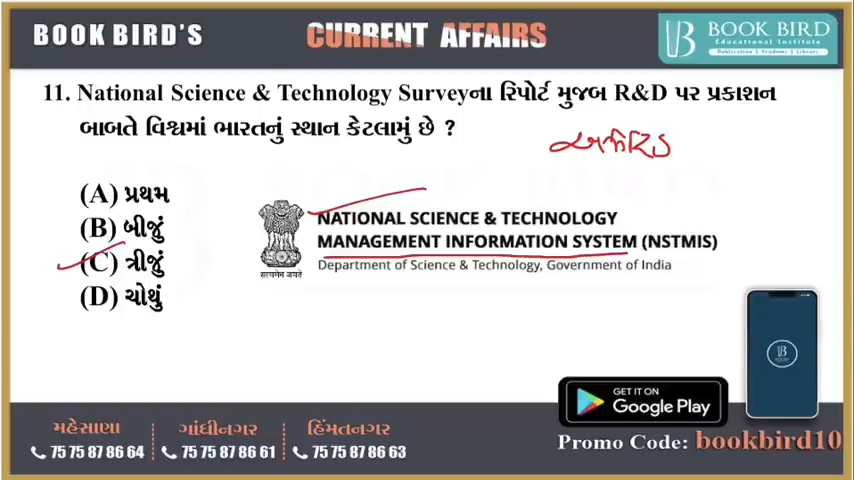 BOOK BIRD'S
CURRENT AFFAIRS
BOOK BIRD
Educational Institute
Publication | Academy | Library
11. National Science & Technology Surveyના રિપોર્ટ મુજબ R&D પર પ્રકાશન
બાબતે વિશ્વમાં ભારતનું સ્થાન કેટલામું છે ?
(A) પ્રથમ
(B) બીજું
(C) ત્રીજું
(D) ચોથું
सत्यमेव जयते
NATIONAL SCIENCE & TECHNOLOGY
MANAGEMENT INFORMATION SYSTEM (NSTMIS)
Department of Science & Technology, Government of India
GET IT ON
Google Play
Promo Code: bookbird10
મહેસાણા
75 75 87 86 64
ગાંધીનગર
75 75 87 86 61
હિંમતનગર
75 75 87 86 63